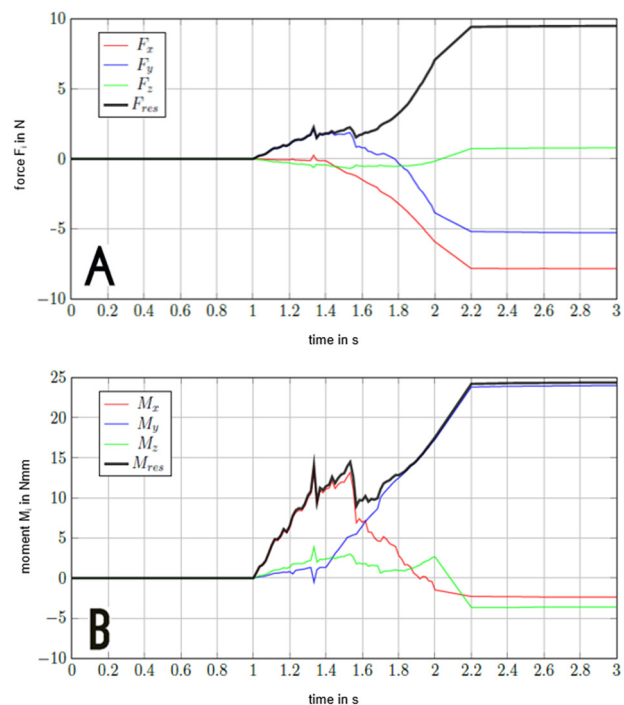 10
5
0
−5
−10
force Fᵢ in N
Fₓ
F_y
F_z
F_res
A
0 0.2 0.4 0.6 0.8 1 1.2 1.4 1.6 1.8 2 2.2 2.4 2.6 2.8 3
time in s
25
20
15
10
5
0
−5
−10
moment Mᵢ in Nmm
Mₓ
M_y
M_z
M_res
B
0 0.2 0.4 0.6 0.8 1 1.2 1.4 1.6 1.8 2 2.2 2.4 2.6 2.8 3
time in s